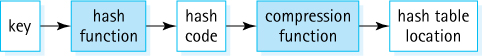 key
hash
function
hash
code
compression
function
hash table
location